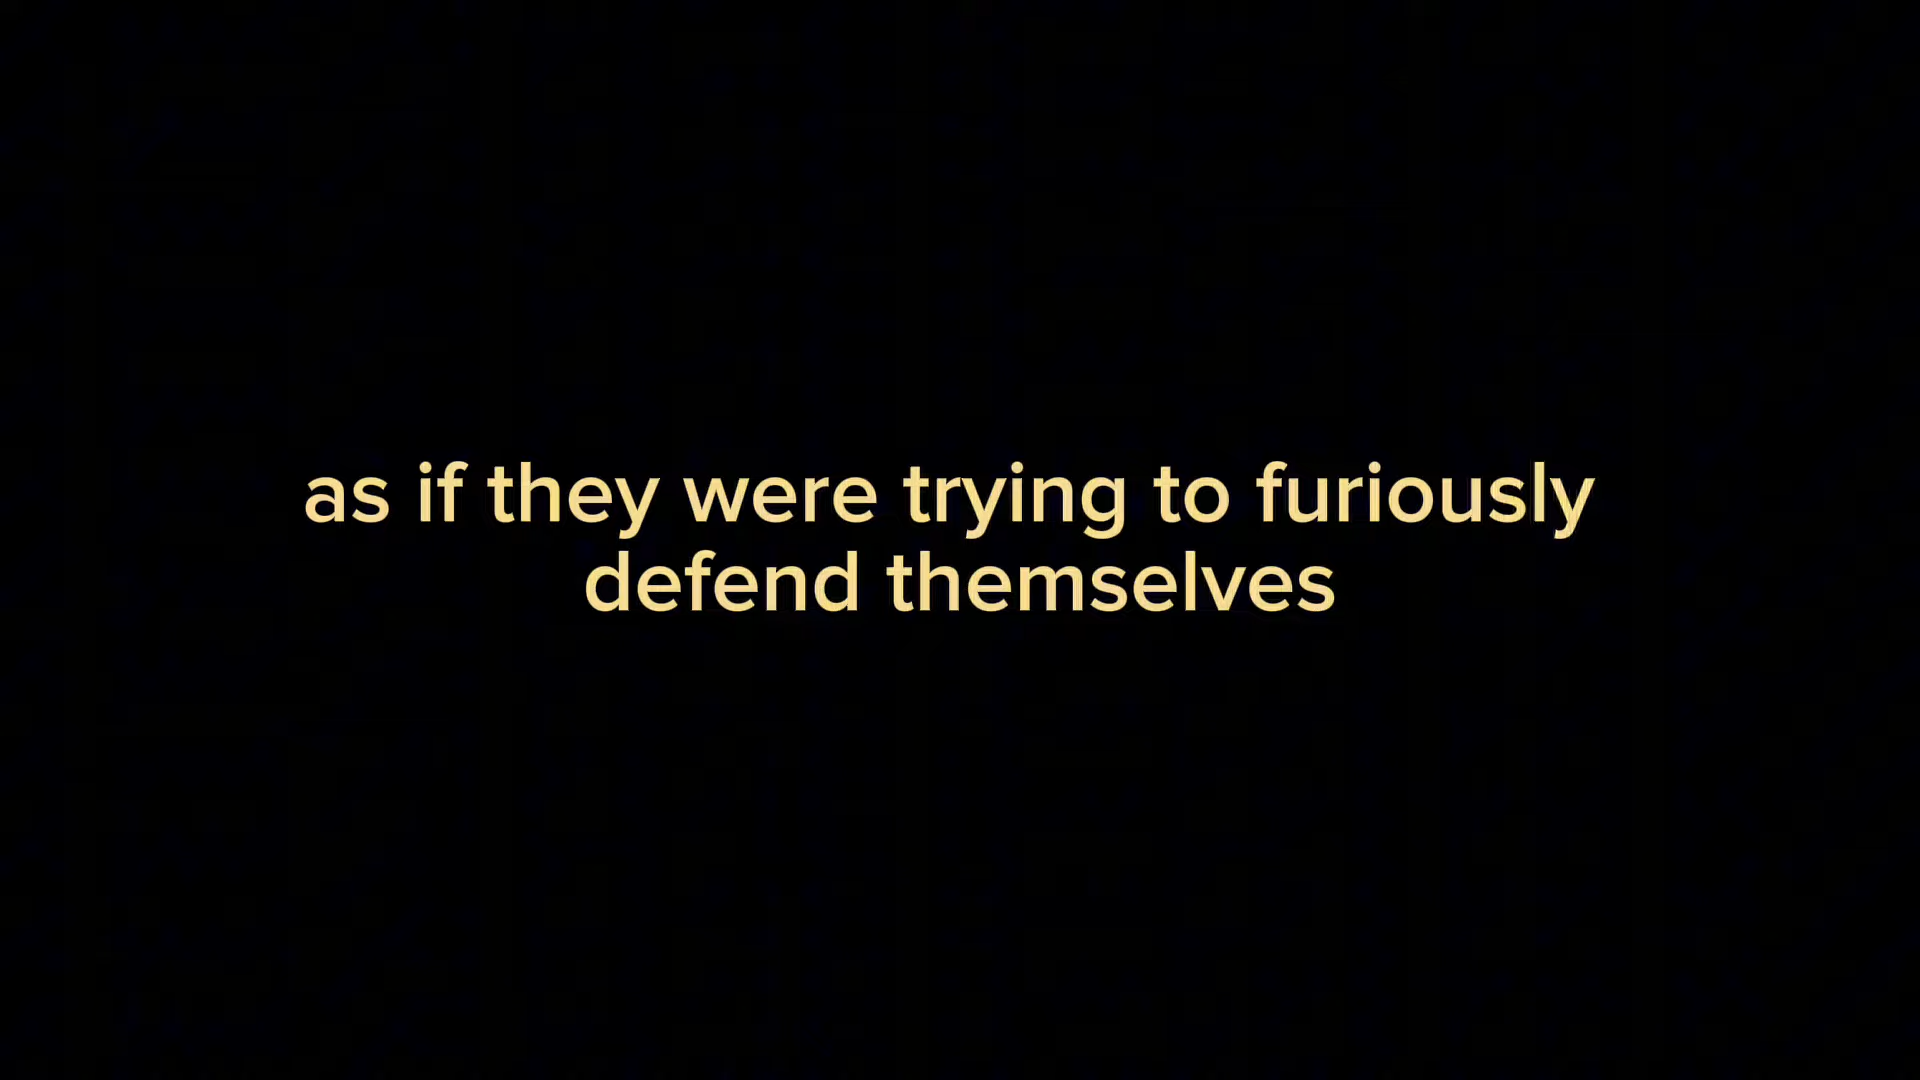 as if they were trying to furiously
defend themselves